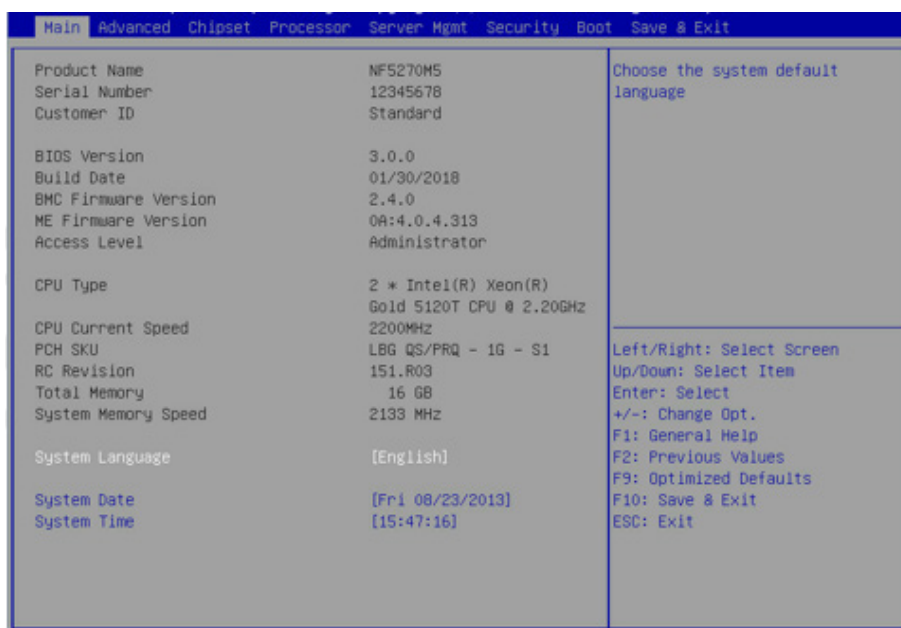 Main Advanced Chipset Processor Server Mgmt Security Boot Save & Exit
Product Name NF5270M5
Serial Number 12345678
Customer ID Standard
BIOS Version 3.0.0
Build Date 01/30/2018
BMC Firmware Version 2.4.0
ME Firmware Version 0A:4.0.4.313
Access Level Administrator
CPU Type 2 * Intel(R) Xeon(R)
Gold 5120T CPU @ 2.20GHz
CPU Current Speed 2200MHz
PCH SKU LBG QS/PRQ - 1G - S1
RC Revision 151.R03
Total Memory 16 GB
System Memory Speed 2133 MHz
System Language [English]
System Date [Fri 08/23/2013]
System Time [15:47:16]
Choose the system default
language
Left/Right: Select Screen
Up/Down: Select Item
Enter: Select
+/-: Change Opt.
F1: General Help
F2: Previous Values
F9: Optimized Defaults
F10: Save & Exit
ESC: Exit